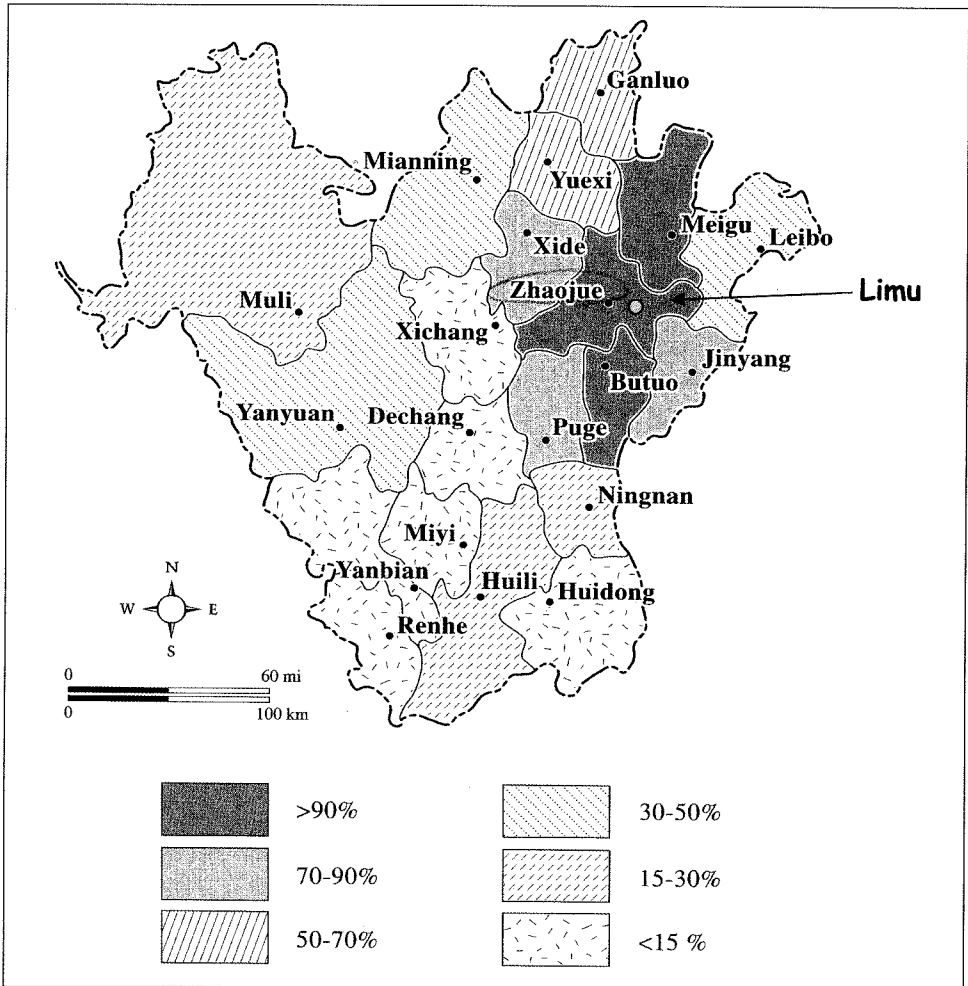 Ganluo
Mianning
Yuexi
Meigu
Xide
Leibo
Zhaojue
Limu
Muli
Xichang
Jinyang
Butuo
Yanyuan
Dechang
Puge
Ningnan
Miyi
Yanbian
Huili
Huidong
Renhe
N
W E
S
0 60 mi
0 100 km
>90% 30-50%
70-90% 15-30%
50-70% <15 %